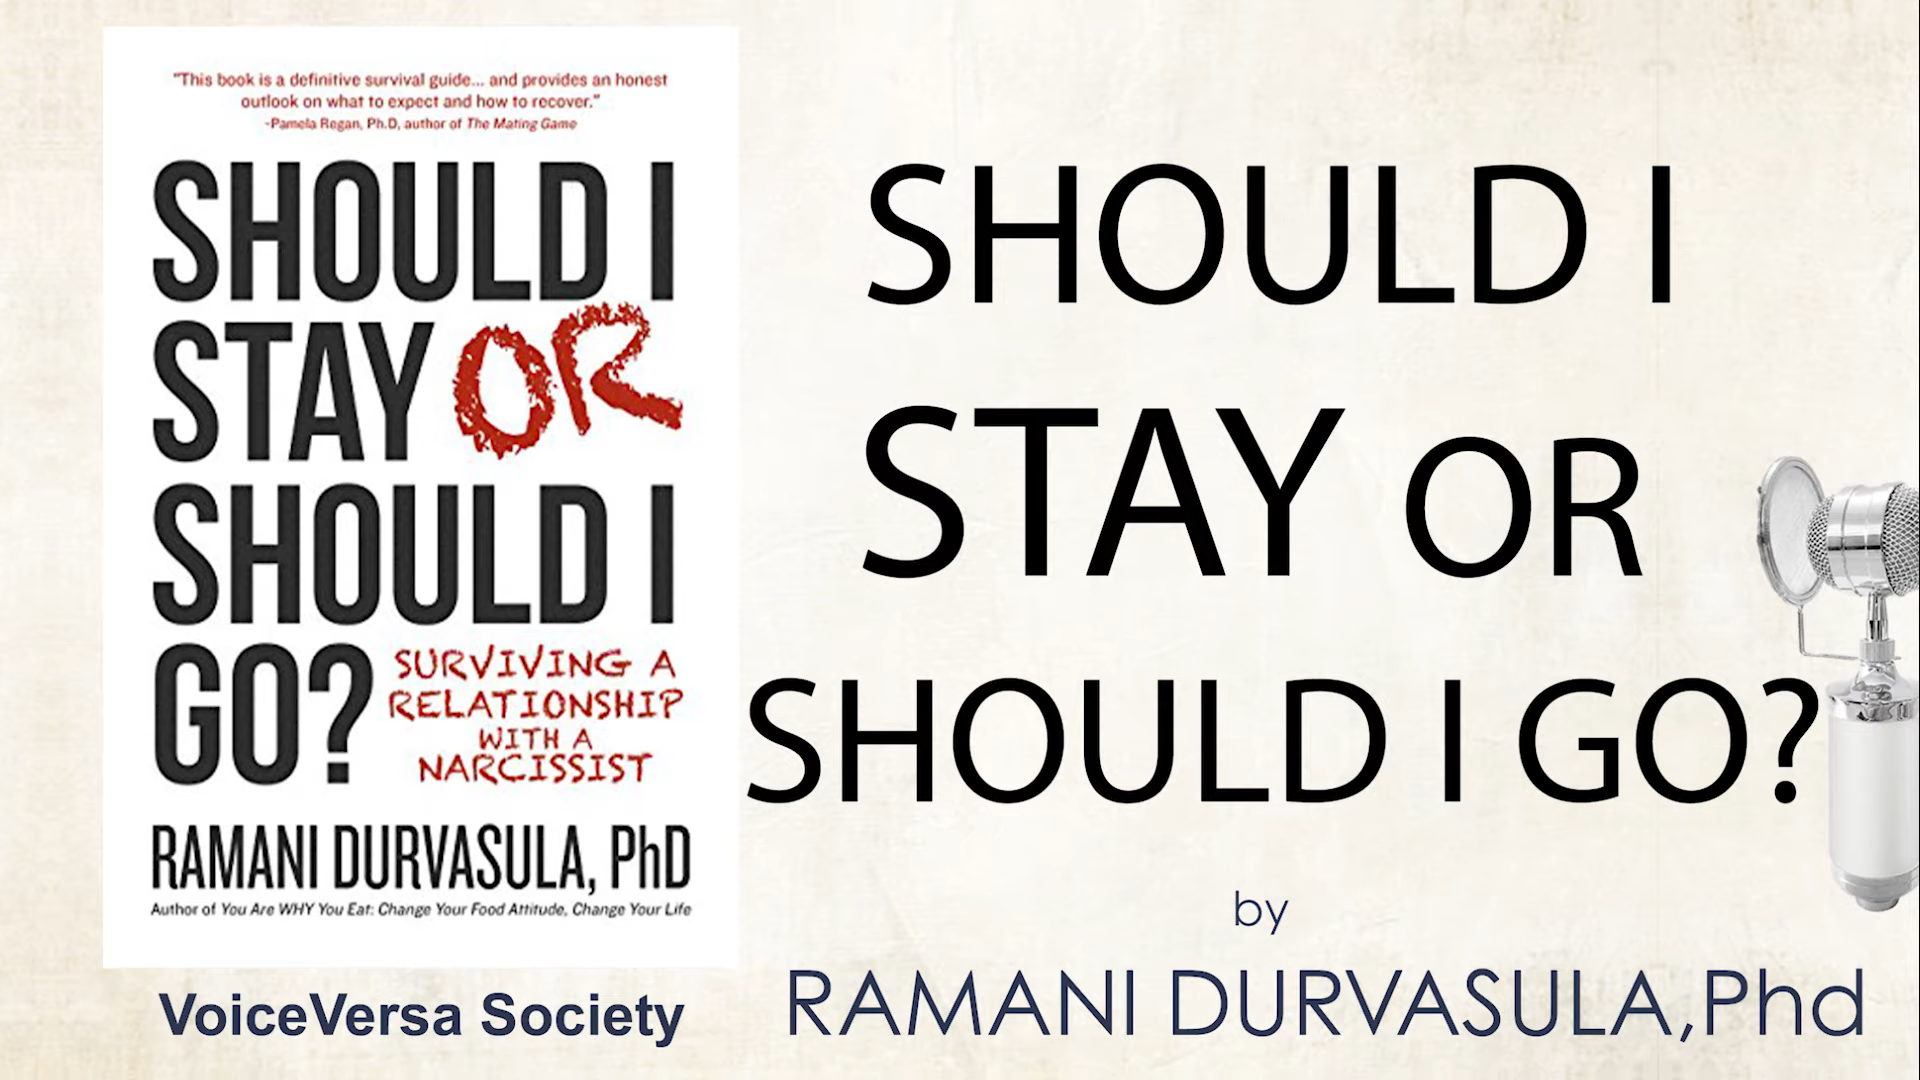 "This book is a definitive survival guide... and provides an honest
outlook on what to expect and how to recover."
-Pamela Regan, Ph.D, author of The Mating Game
SHOULD I
STAY OR
SHOULD I
GO?
SURVIVING A
RELATIONSHIP
WITH A
NARCISSIST
RAMANI DURVASULA, PhD
Author of You Are WHY You Eat: Change Your Food Attitude, Change Your Life
VoiceVersa Society
SHOULD I
STAY OR
SHOULD I GO?
by
RAMANI DURVASULA,Phd